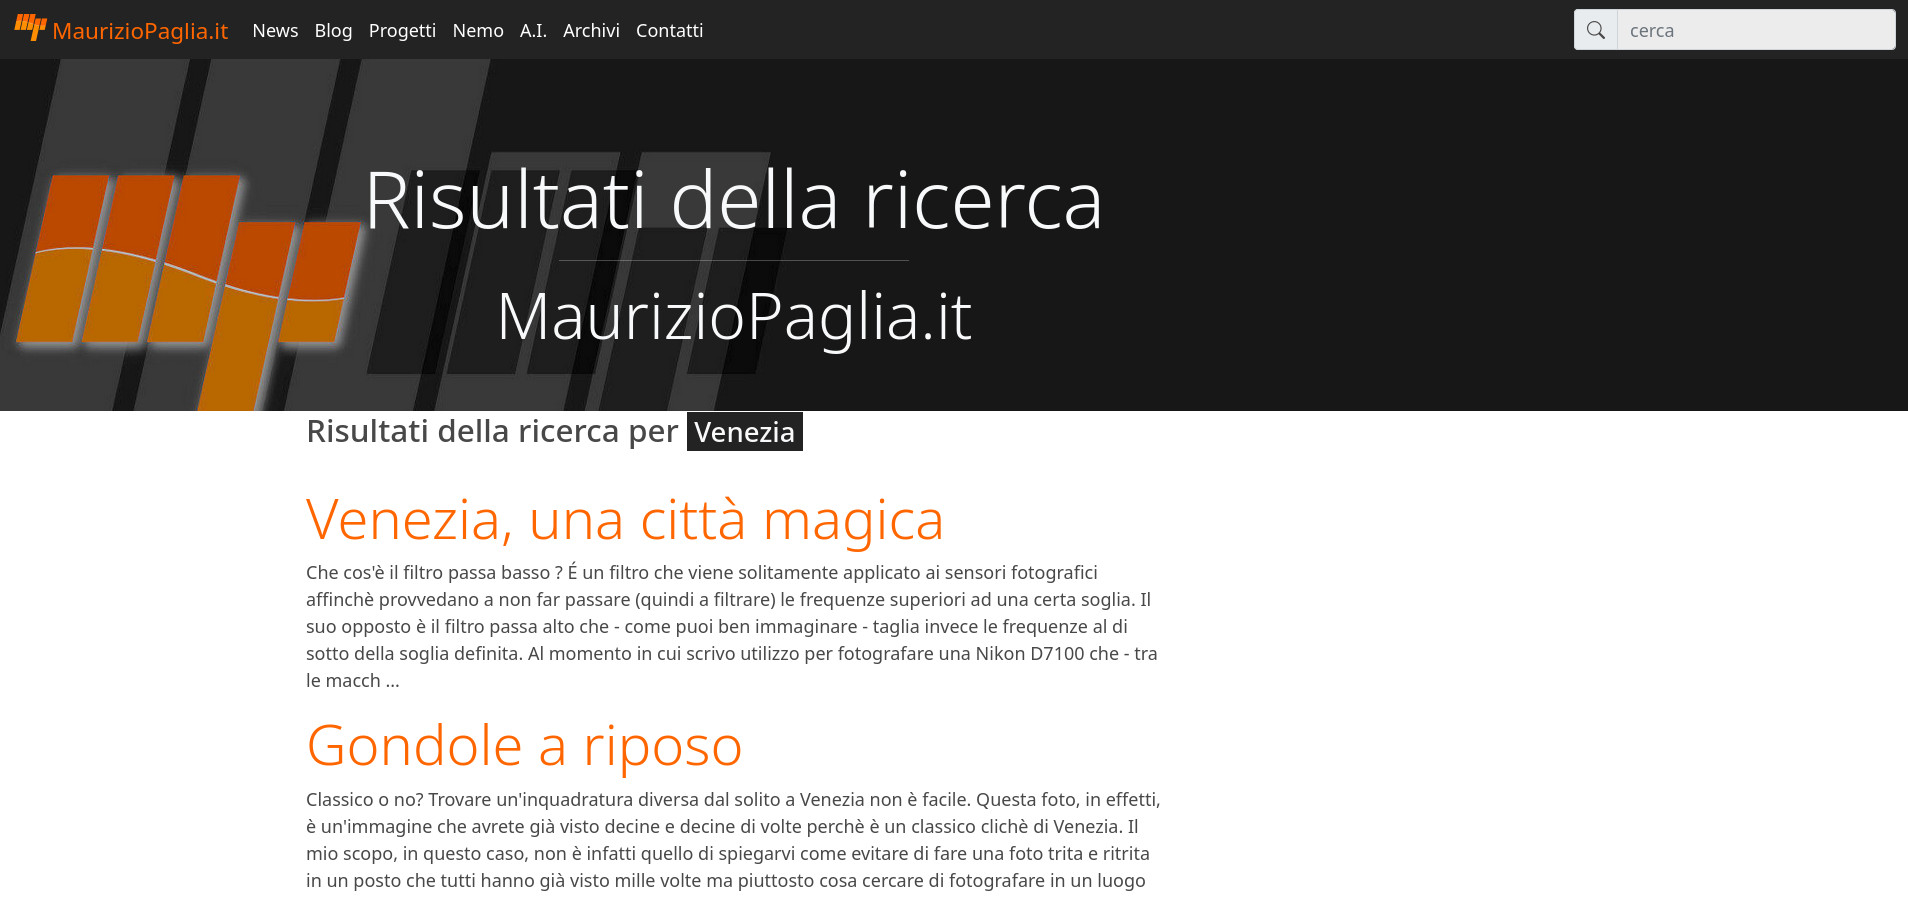 MaurizioPaglia.it News Blog Progetti Nemo A.I. Archivi Contatti cerca
Risultati della ricerca
MaurizioPaglia.it
Risultati della ricerca per Venezia
Venezia, una città magica
Che cos'è il filtro passa basso ? É un filtro che viene solitamente applicato ai sensori fotografici
affinchè provvedano a non far passare (quindi a filtrare) le frequenze superiori ad una certa soglia. Il
suo opposto è il filtro passa alto che - come puoi ben immaginare - taglia invece le frequenze al di
sotto della soglia definita. Al momento in cui scrivo utilizzo per fotografare una Nikon D7100 che - tra
le macch ...
Gondole a riposo
Classico o no? Trovare un'inquadratura diversa dal solito a Venezia non è facile. Questa foto, in effetti,
è un'immagine che avrete già visto decine e decine di volte perchè è un classico clichè di Venezia. Il
mio scopo, in questo caso, non è infatti quello di spiegarvi come evitare di fare una foto trita e ritrita
in un posto che tutti hanno già visto mille volte ma piuttosto cosa cercare di fotografare in un luogo